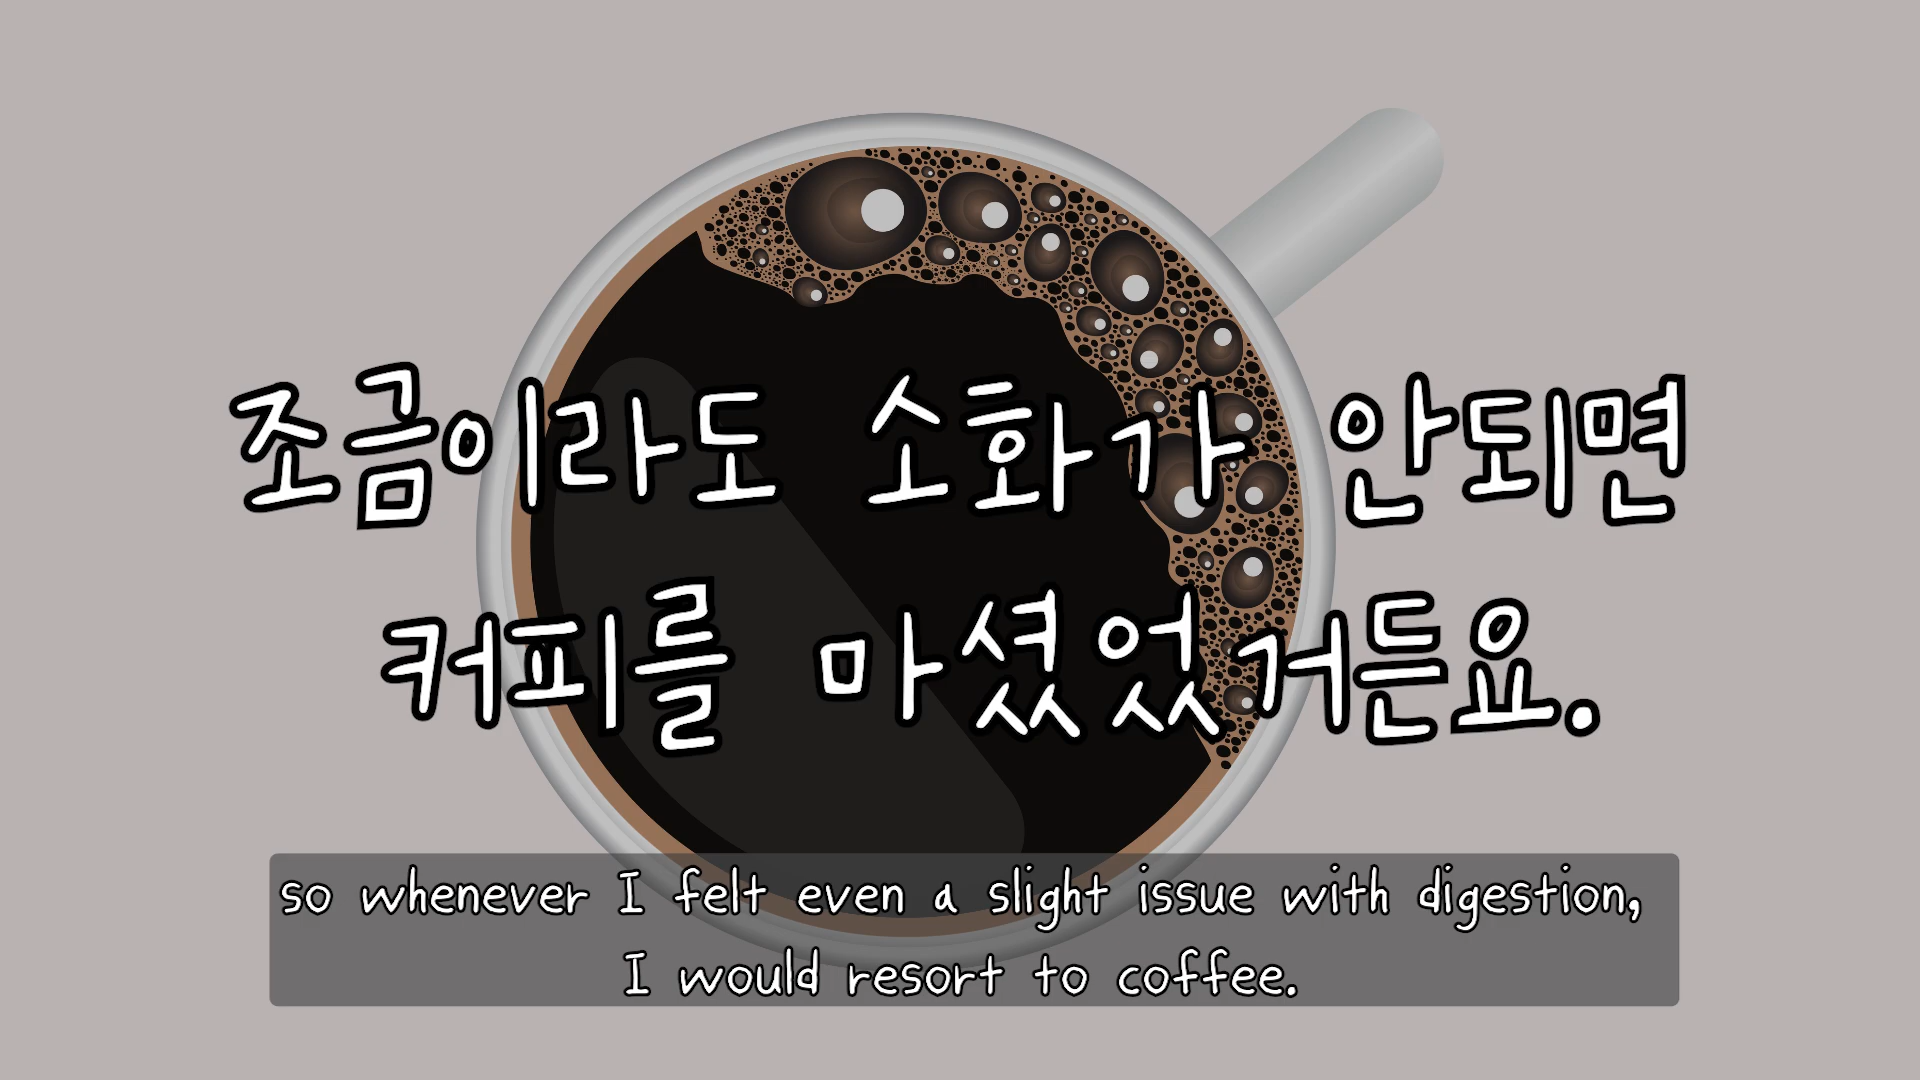 조금이라도 소화가 안되면
커피를 마셨었거든요.
so whenever I felt even a slight issue with digestion,
I would resort to coffee.